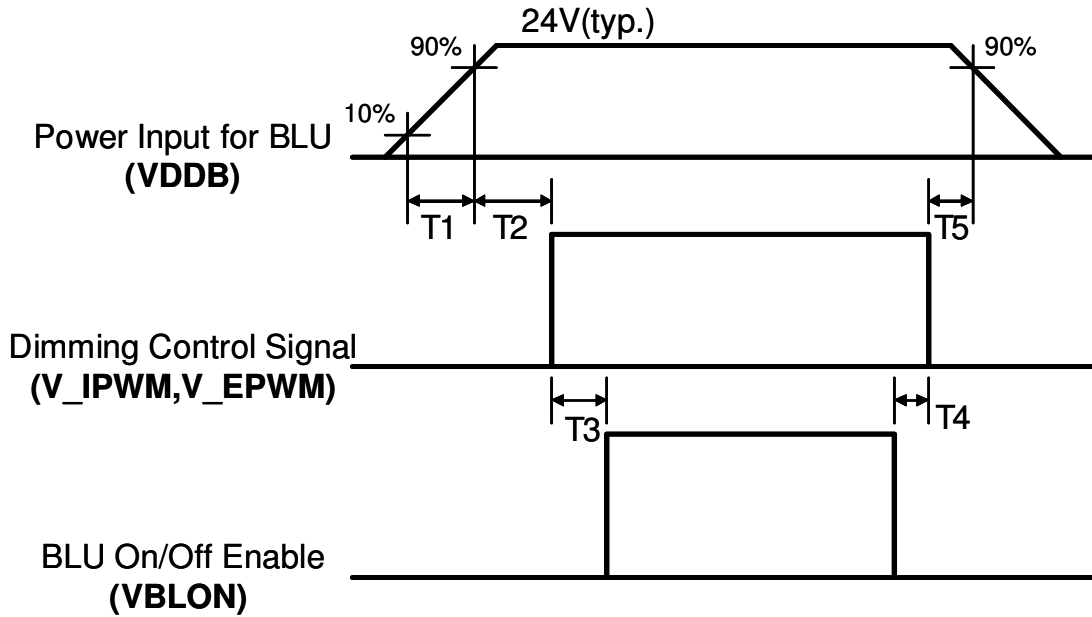 24V(typ.)
90%
90%
10%
Power Input for BLU
(VDDB)
T1
T2
T5
Dimming Control Signal
(V_IPWM,V_EPWM)
T3
T4
BLU On/Off Enable
(VBLON)